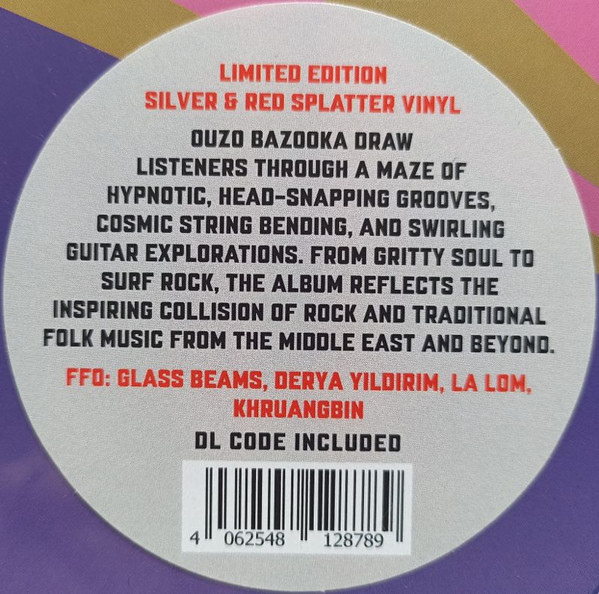 LIMITED EDITION
SILVER & RED SPLATTER VINYL
OUZO BAZOOKA DRAW
LISTENERS THROUGH A MAZE OF
HYPNOTIC, HEAD-SNAPPING GROOVES,
COSMIC STRING BENDING, AND SWIRLING
GUITAR EXPLORATIONS. FROM GRITTY SOUL TO
SURF ROCK, THE ALBUM REFLECTS THE
INSPIRING COLLISION OF ROCK AND TRADITIONAL
FOLK MUSIC FROM THE MIDDLE EAST AND BEYOND.
FFO: GLASS BEAMS, DERYA YILDIRIM, LA LOM,
KHRUANGBIN
DL CODE INCLUDED
4 062548 128789